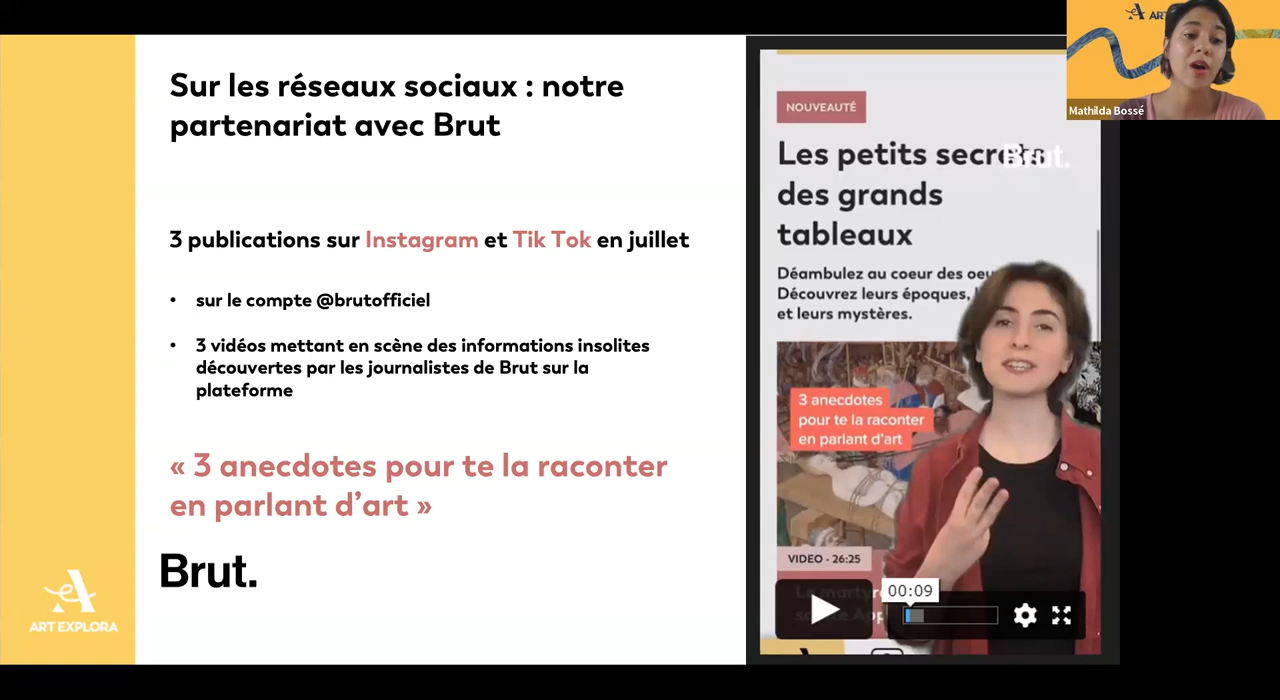 Sur les réseaux sociaux : notre
partenariat avec Brut
3 publications sur Instagram et Tik Tok en juillet
• sur le compte @brutofficiel
• 3 vidéos mettant en scène des informations insolites
découvertes par les journalistes de Brut sur la
plateforme
« 3 anecdotes pour te la raconter
en parlant d’art »
Brut.
ART EXPLORA
NOUVEAUTÉ
Les petits secrets
Brut.
des grands
tableaux
Déambulez au coeur des
Découvrez leurs époques,
et leurs mystères.
3 anecdotes
pour te la raconter
en parlant d’art
VIDEO - 26:25
00:09
Mathilda Bossé